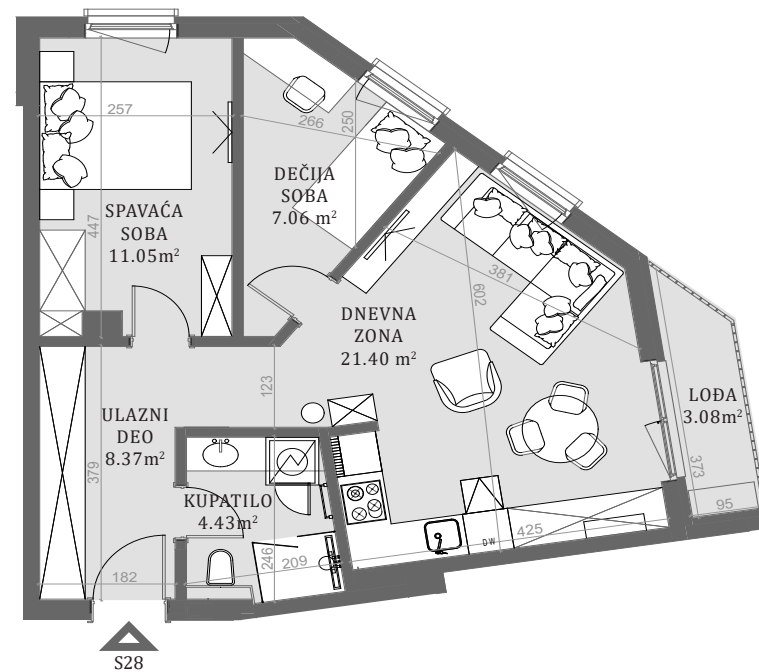 257
266
250
DEČIJA
SOBA
7.06 m²
SPAVAĆA
SOBA
11.05m²
447
381
602
DNEVNA
ZONA
21.40 m²
LOĐA
3.08m²
123
ULAZNI
DEO
8.37m²
379
373
KUPATILO
4.43m²
95
425
DW
246
209
182
S28